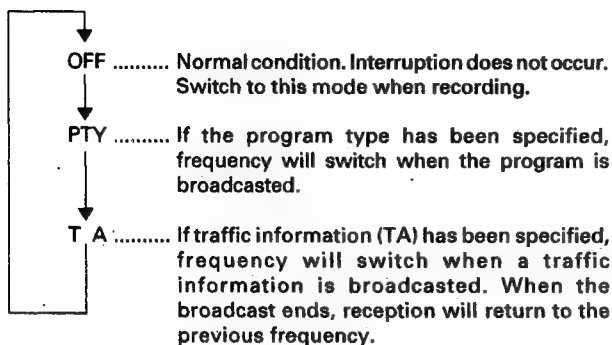 OFF .......... Normal condition. Interruption does not occur.
Switch to this mode when recording.
PTY .......... If the program type has been specified,
frequency will switch when the program is
broadcasted.
T A .......... If traffic information (TA) has been specified,
frequency will switch when a traffic
information is broadcasted. When the
broadcast ends, reception will return to the
previous frequency.